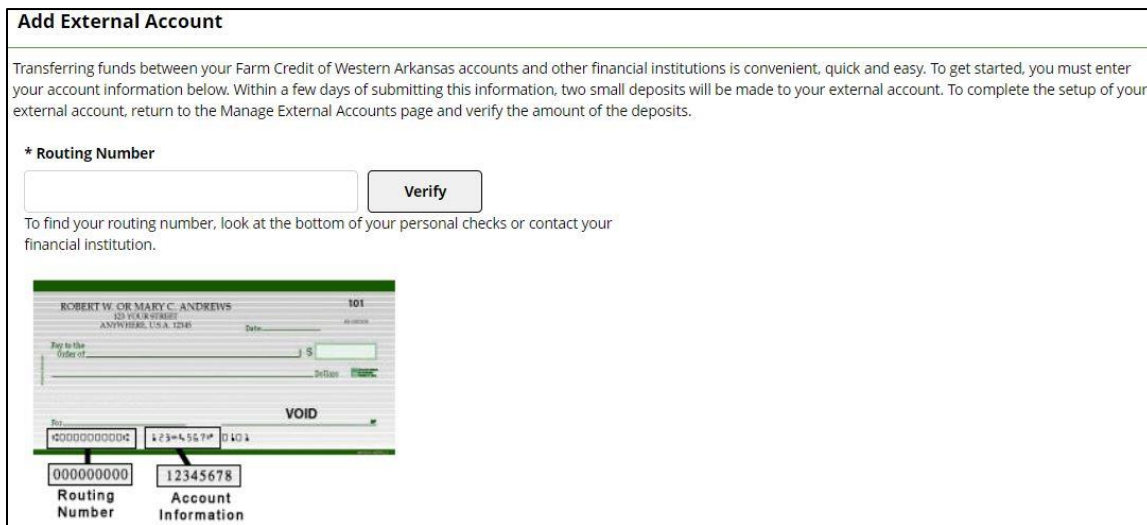 Add External Account
Transferring funds between your Farm Credit of Western Arkansas accounts and other financial institutions is convenient, quick and easy. To get started, you must enter
your account information below. Within a few days of submitting this information, two small deposits will be made to your external account. To complete the setup of your
external account, return to the Manage External Accounts page and verify the amount of the deposits.
* Routing Number
Verify
To find your routing number, look at the bottom of your personal checks or contact your
financial institution.
ROBERT W. OR MARY C. ANDREWS 101
123 YOUR STREET
ANYWHERE, U.S.A. 12345
Date
Pay to the
Order of $
Dollars
VOID
For
⑆000000000⑆ 123⑉4567⑈ 0101
000000000 12345678
Routing Account
Number Information